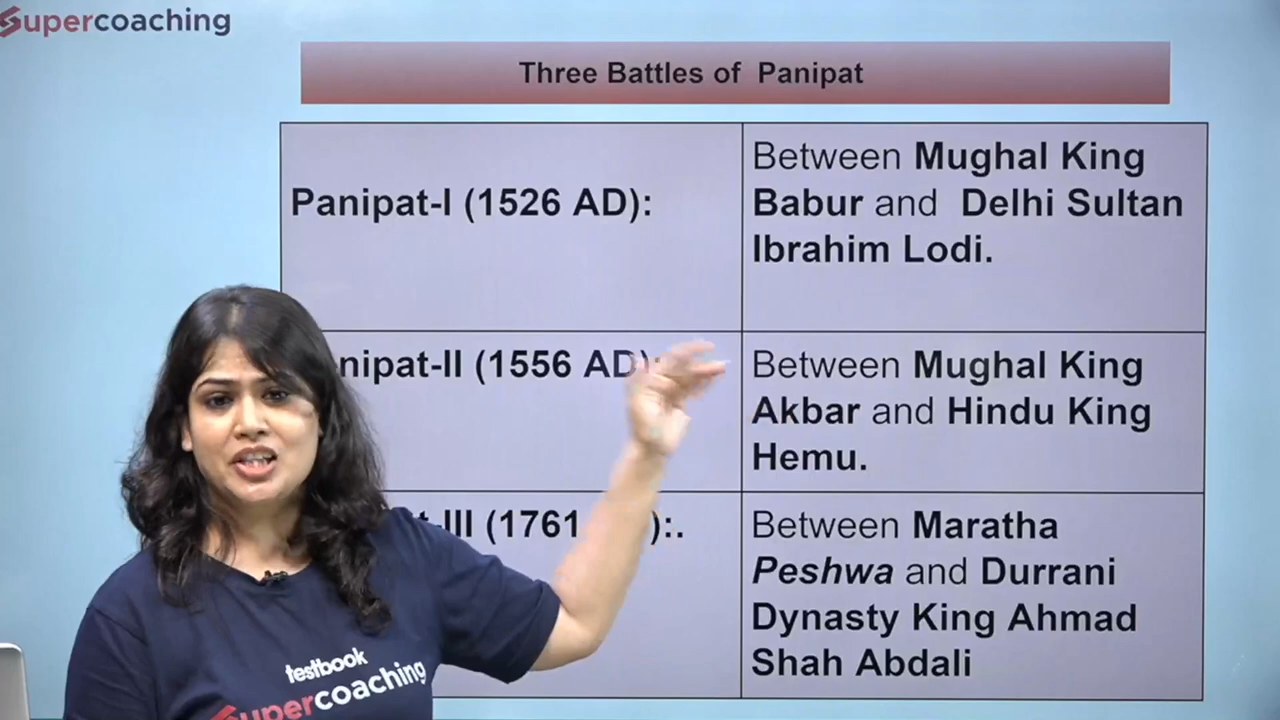 Supercoaching
Three Battles of Panipat
Panipat-I (1526 AD):
Between Mughal King
Babur and Delhi Sultan
Ibrahim Lodi.
nipat-II (1556 AD):
Between Mughal King
Akbar and Hindu King
Hemu.
t-III (1761 ):.
Between Maratha
Peshwa and Durrani
Dynasty King Ahmad
Shah Abdali
testbook
Supercoaching